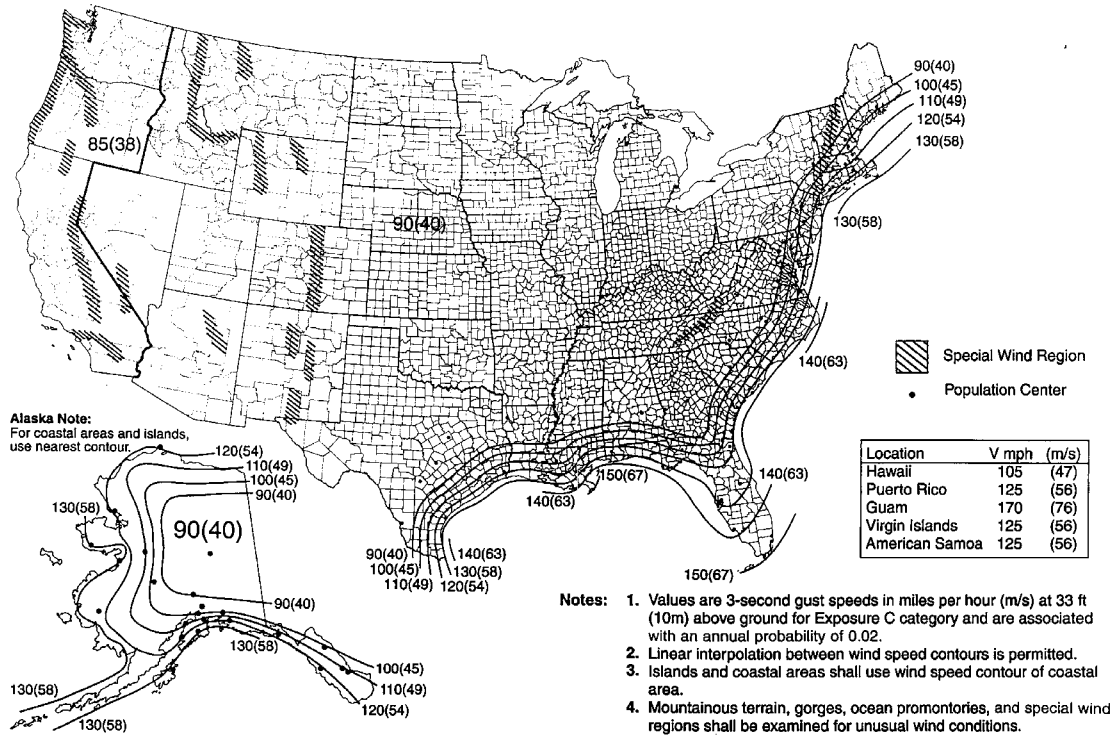 90(40)
100(45)
110(49)
120(54)
130(58)
85(38)
90(40)
130(58)
140(63)
Special Wind Region
Population Center
Alaska Note:
For coastal areas and islands,
use nearest contour.
120(54)
110(49)
100(45)
90(40)
130(58)
90(40)
90(40)
130(58)
100(45)
110(49)
120(54)
130(58)
130(58)
90(40)
100(45)
110(49)
140(63)
130(58)
120(54)
140(63)
150(67)
140(63)
150(67)
Location V mph (m/s)
Hawaii 105 (47)
Puerto Rico 125 (56)
Guam 170 (76)
Virgin Islands 125 (56)
American Samoa 125 (56)
Notes: 1. Values are 3-second gust speeds in miles per hour (m/s) at 33 ft
(10m) above ground for Exposure C category and are associated
with an annual probability of 0.02.
2. Linear interpolation between wind speed contours is permitted.
3. Islands and coastal areas shall use wind speed contour of coastal
area.
4. Mountainous terrain, gorges, ocean promontories, and special wind
regions shall be examined for unusual wind conditions.